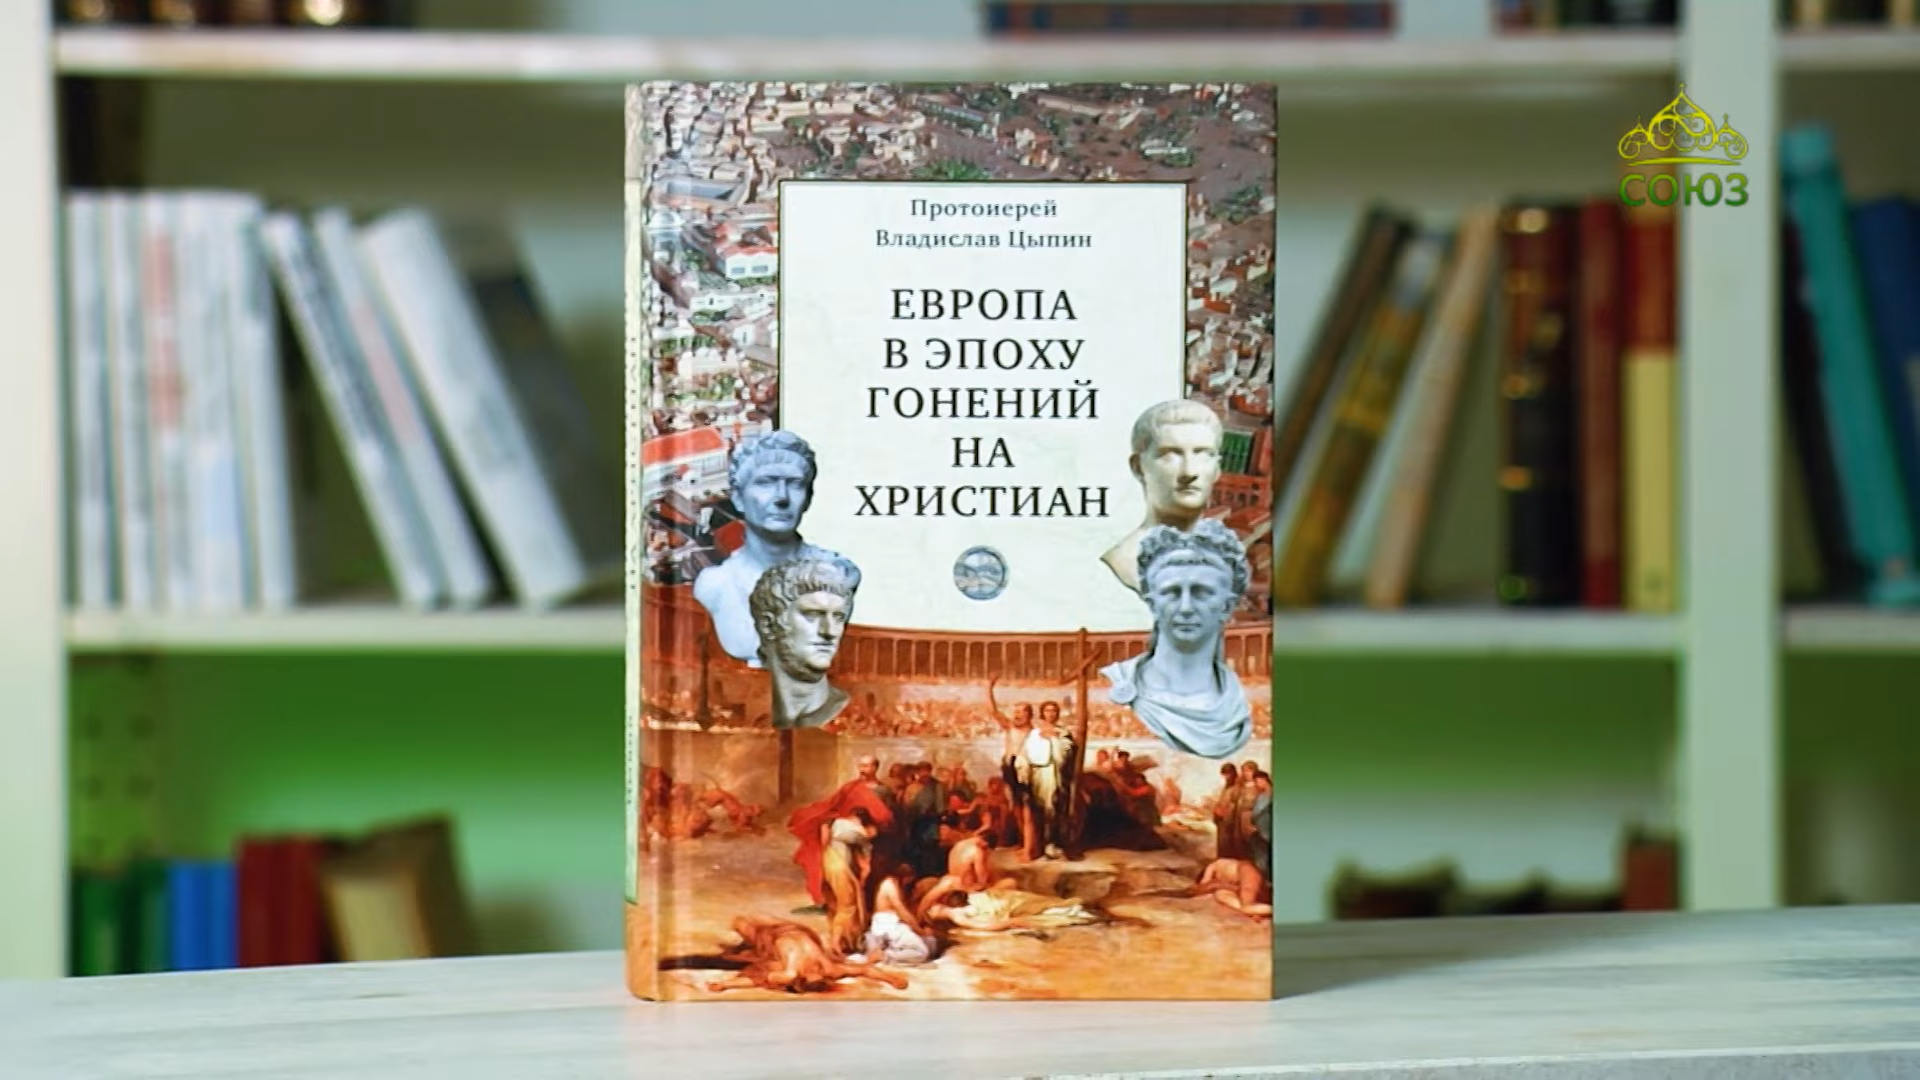 Протоиерей
Владислав Цыпин
ЕВРОПА
В ЭПОХУ
ГОНЕНИЙ
НА
ХРИСТИАН
СОЮЗ